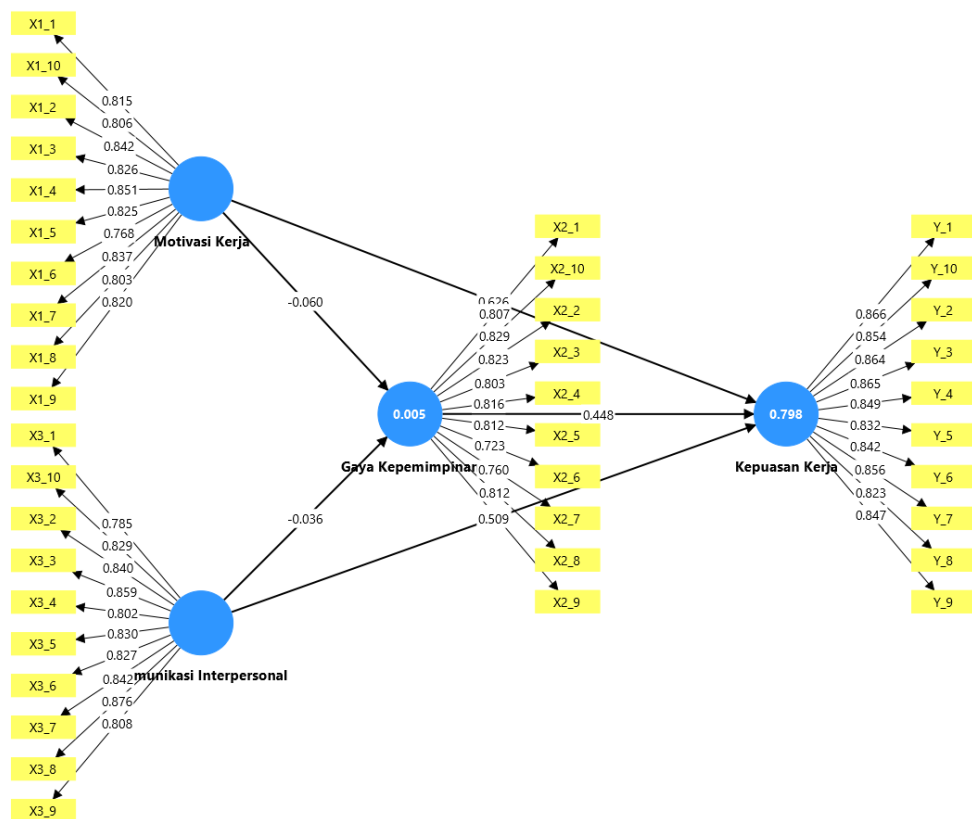 X1_1
X1_10
X1_2
X1_3
X1_4
X1_5
X1_6
X1_7
X1_8
X1_9
0.815
0.806
0.842
0.826
0.851
0.825
0.768
0.837
0.803
0.820
Motivasi Kerja
X3_1
X3_10
X3_2
X3_3
X3_4
X3_5
X3_6
X3_7
X3_8
X3_9
0.785
0.829
0.840
0.859
0.802
0.830
0.827
0.842
0.876
0.808
munikasi Interpersonal
-0.060
-0.036
0.005
Gaya Kepemimpinan
0.626
0.807
0.829
0.823
0.803
0.816
0.812
0.723
0.760
0.812
0.448
0.509
X2_1
X2_10
X2_2
X2_3
X2_4
X2_5
X2_6
X2_7
X2_8
X2_9
0.798
Kepuasan Kerja
0.866
0.854
0.864
0.865
0.849
0.832
0.842
0.856
0.823
0.847
Y_1
Y_10
Y_2
Y_3
Y_4
Y_5
Y_6
Y_7
Y_8
Y_9